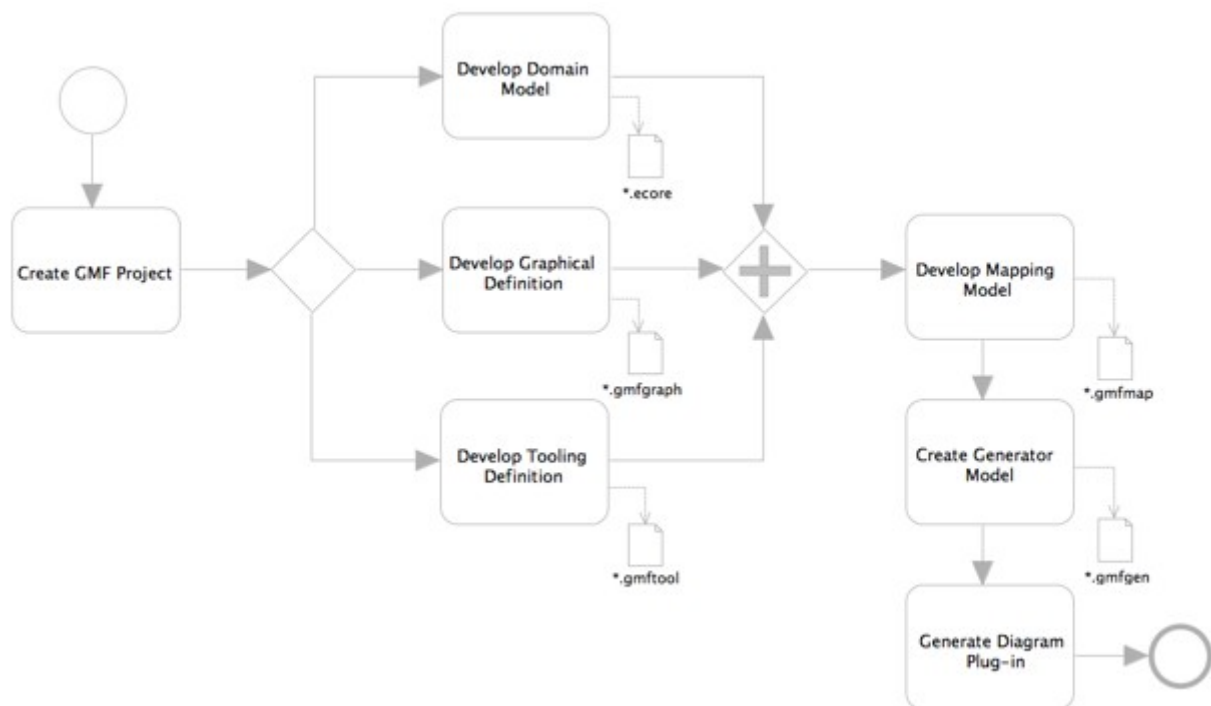 Create GMF Project
Develop Domain
Model
*.ecore
Develop Graphical
Definition
*.gmfgraph
Develop Tooling
Definition
*.gmftool
Develop Mapping
Model
*.gmfmap
Create Generator
Model
*.gmfgen
Generate Diagram
Plug-in